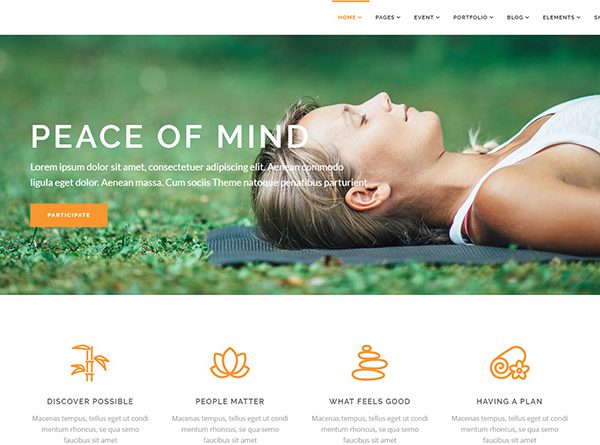 HOME PAGES EVENT PORTFOLIO BLOG ELEMENTS
PEACE OF MIND
Lorem ipsum dolor sit amet, consectetuer adipiscing elit. Aenean commodo
ligula eget dolor. Aenean massa. Cum sociis Theme natoque penatibus parturient
PARTICIPATE
DISCOVER POSSIBLE
Macenas tempus, tellus eget ut condi
mentum rhoncus, se qua semo
faucibus sit amet
PEOPLE MATTER
Macenas tempus, tellus eget ut condi
mentum rhoncus, se qua semo
faucibus sit amet
WHAT FEELS GOOD
Macenas tempus, tellus eget ut condi
mentum rhoncus, se qua semo
faucibus sit amet
HAVING A PLAN
Macenas tempus, tellus eget ut condi
mentum rhoncus, se qua semo
faucibus sit amet